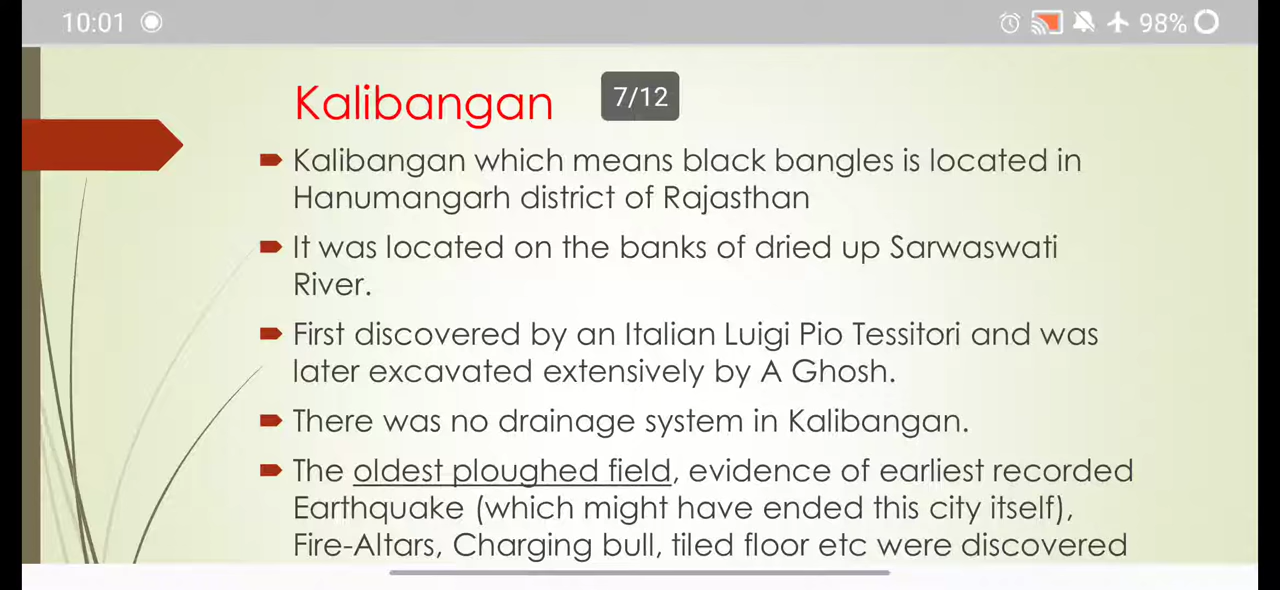 10:01
98%
Kalibangan
7/12
Kalibangan which means black bangles is located in
Hanumangarh district of Rajasthan
It was located on the banks of dried up Sarwaswati
River.
First discovered by an Italian Luigi Pio Tessitori and was
later excavated extensively by A Ghosh.
There was no drainage system in Kalibangan.
The oldest ploughed field, evidence of earliest recorded
Earthquake (which might have ended this city itself),
Fire-Altars, Charging bull, tiled floor etc were discovered